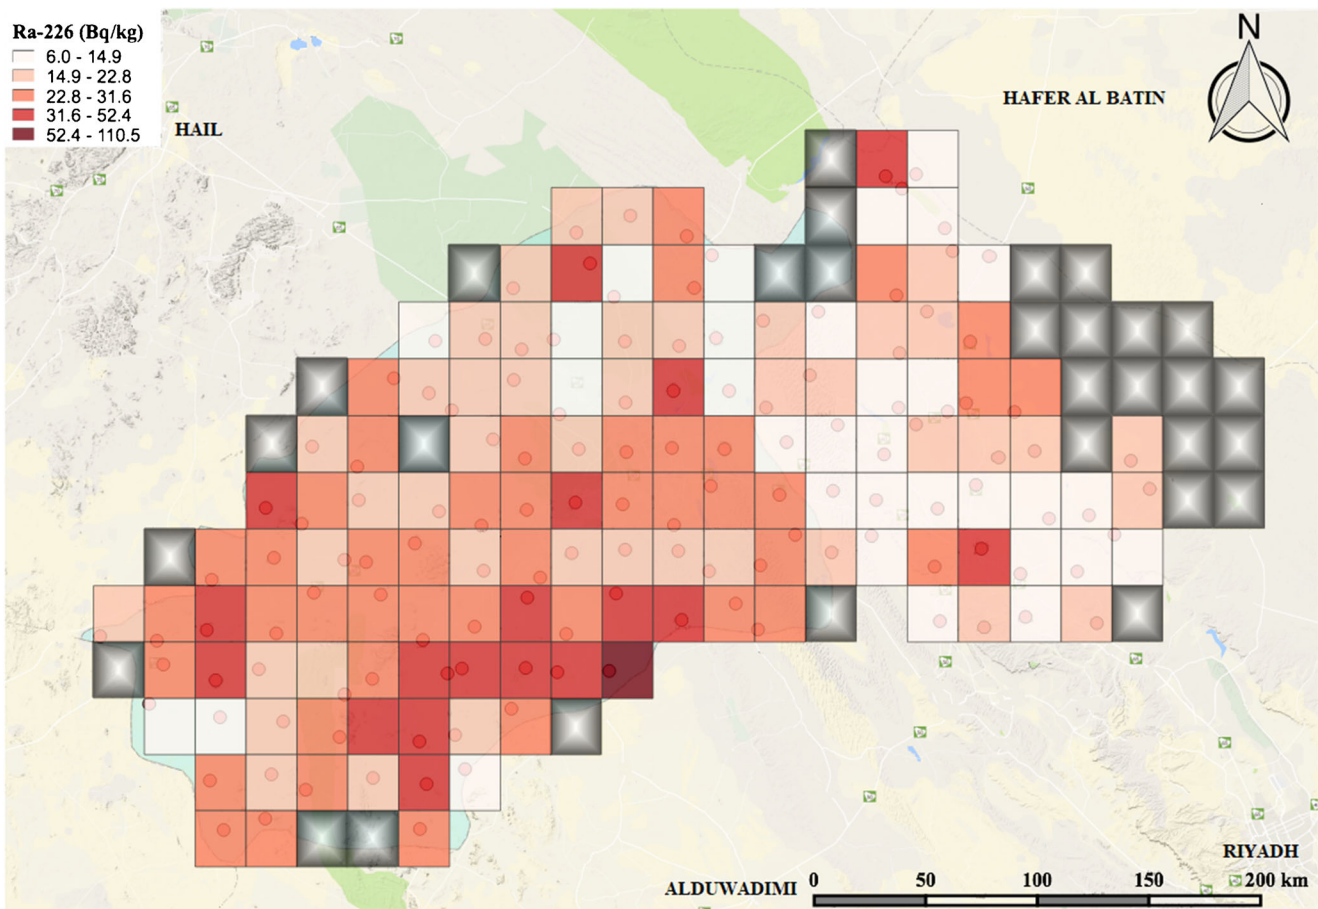 Ra-226 (Bq/kg)
6.0 - 14.9
14.9 - 22.8
22.8 - 31.6
31.6 - 52.4
52.4 - 110.5
N
HAFER AL BATIN
HAIL
RIYADH
ALDUWADIMI
0 50 100 150 200 km